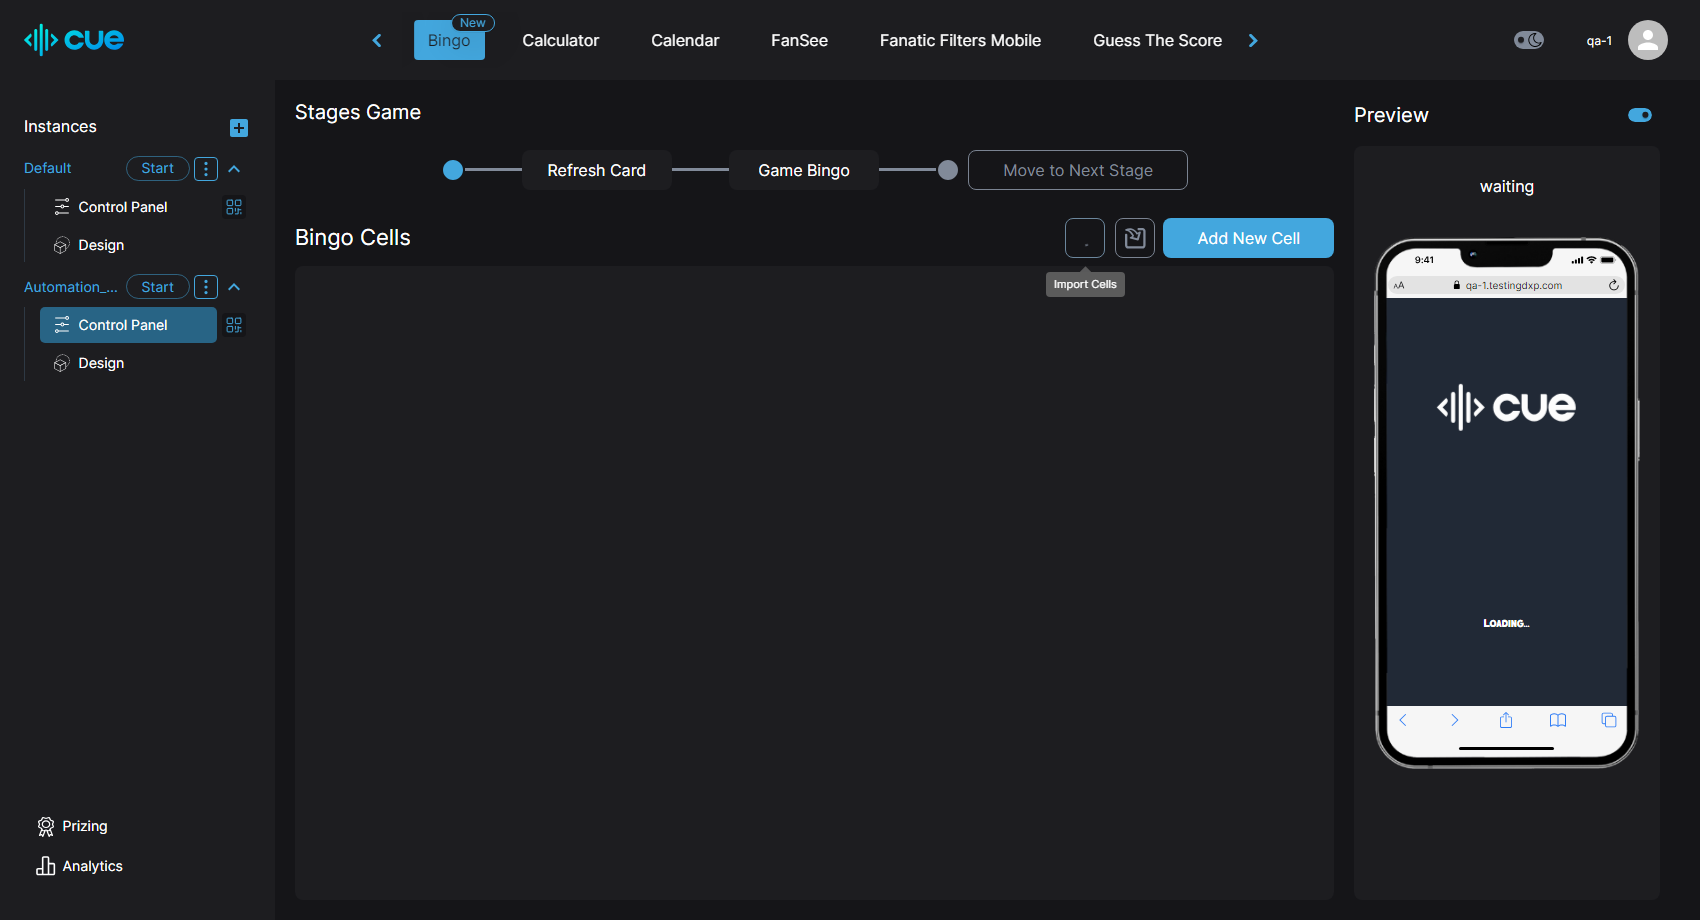 cue
New
Bingo
Calculator
Calendar
FanSee
Fanatic Filters Mobile
Guess The Score
qa-1
Instances
Default
Start
Control Panel
Design
Automation_...
Start
Control Panel
Design
Prizing
Analytics
Stages Game
Refresh Card
Game Bingo
Move to Next Stage
Bingo Cells
Add New Cell
Import Cells
Preview
waiting
9:41
AA
qa-1.testingdxp.com
cue
LOADING...